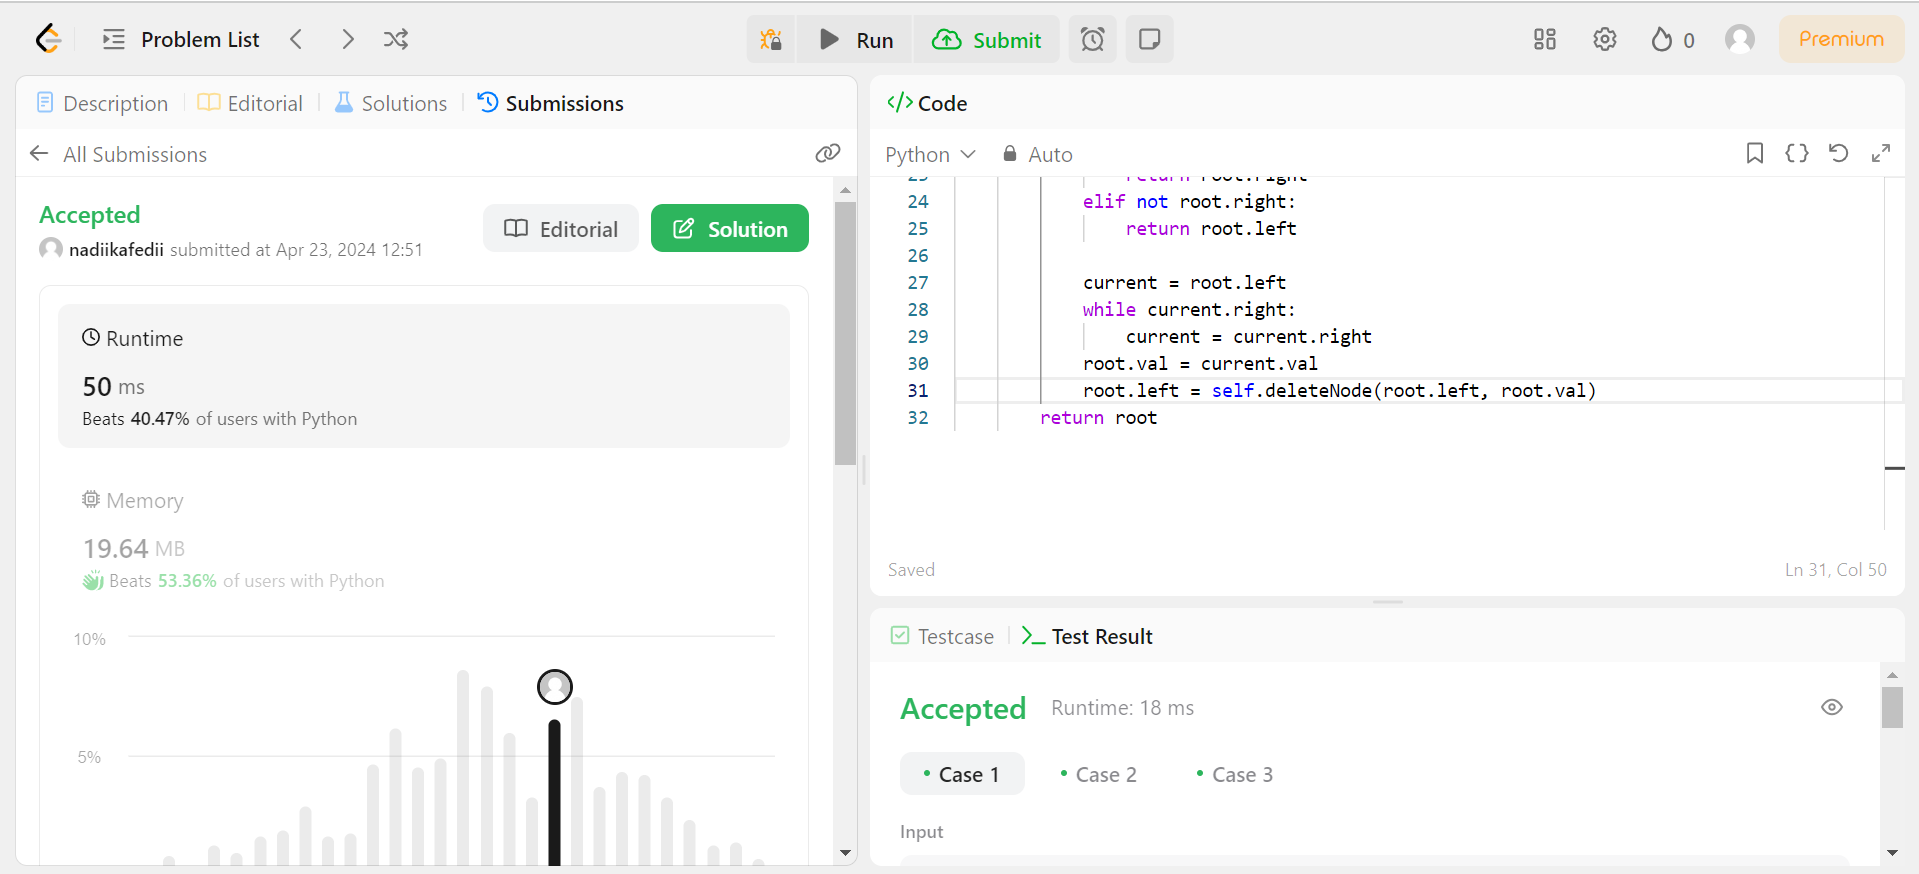 Problem List
Run
Submit
0
Premium
Description
Editorial
Solutions
Submissions
All Submissions
Accepted
nadiikafedii submitted at Apr 23, 2024 12:51
Editorial
Solution
Runtime
50 ms
Beats 40.47% of users with Python
Memory
19.64 MB
Beats 53.36% of users with Python
10%
5%
</> Code
Python
Auto
23 return root.right
24 elif not root.right:
25 return root.left
26
27 current = root.left
28 while current.right:
29 current = current.right
30 root.val = current.val
31 root.left = self.deleteNode(root.left, root.val)
32 return root
Saved
Ln 31, Col 50
Testcase
Test Result
Accepted
Runtime: 18 ms
Case 1
Case 2
Case 3
Input